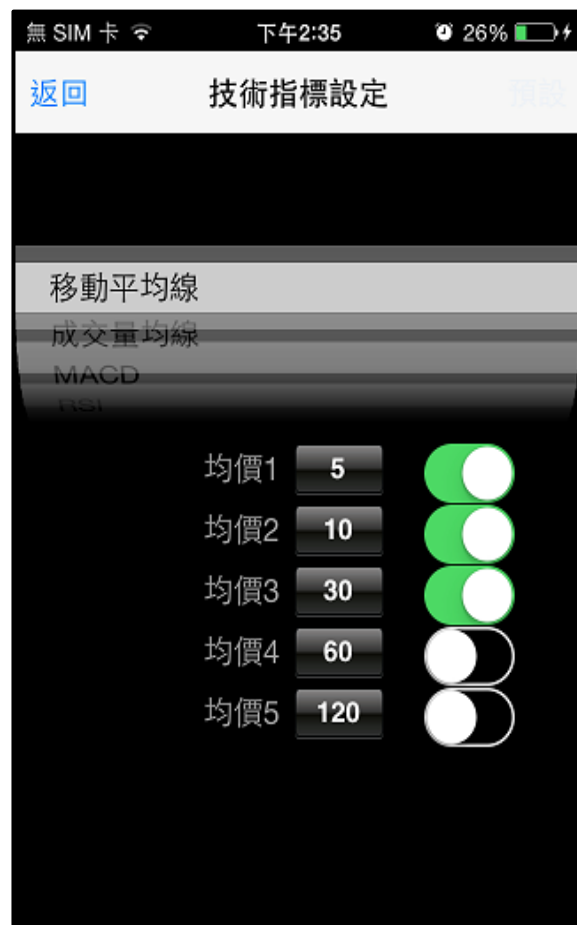 無 SIM 卡 下午2:35 26%
返回 技術指標設定 預設
移動平均線
成交量均線
MACD
RSI
均價1 5
均價2 10
均價3 30
均價4 60
均價5 120